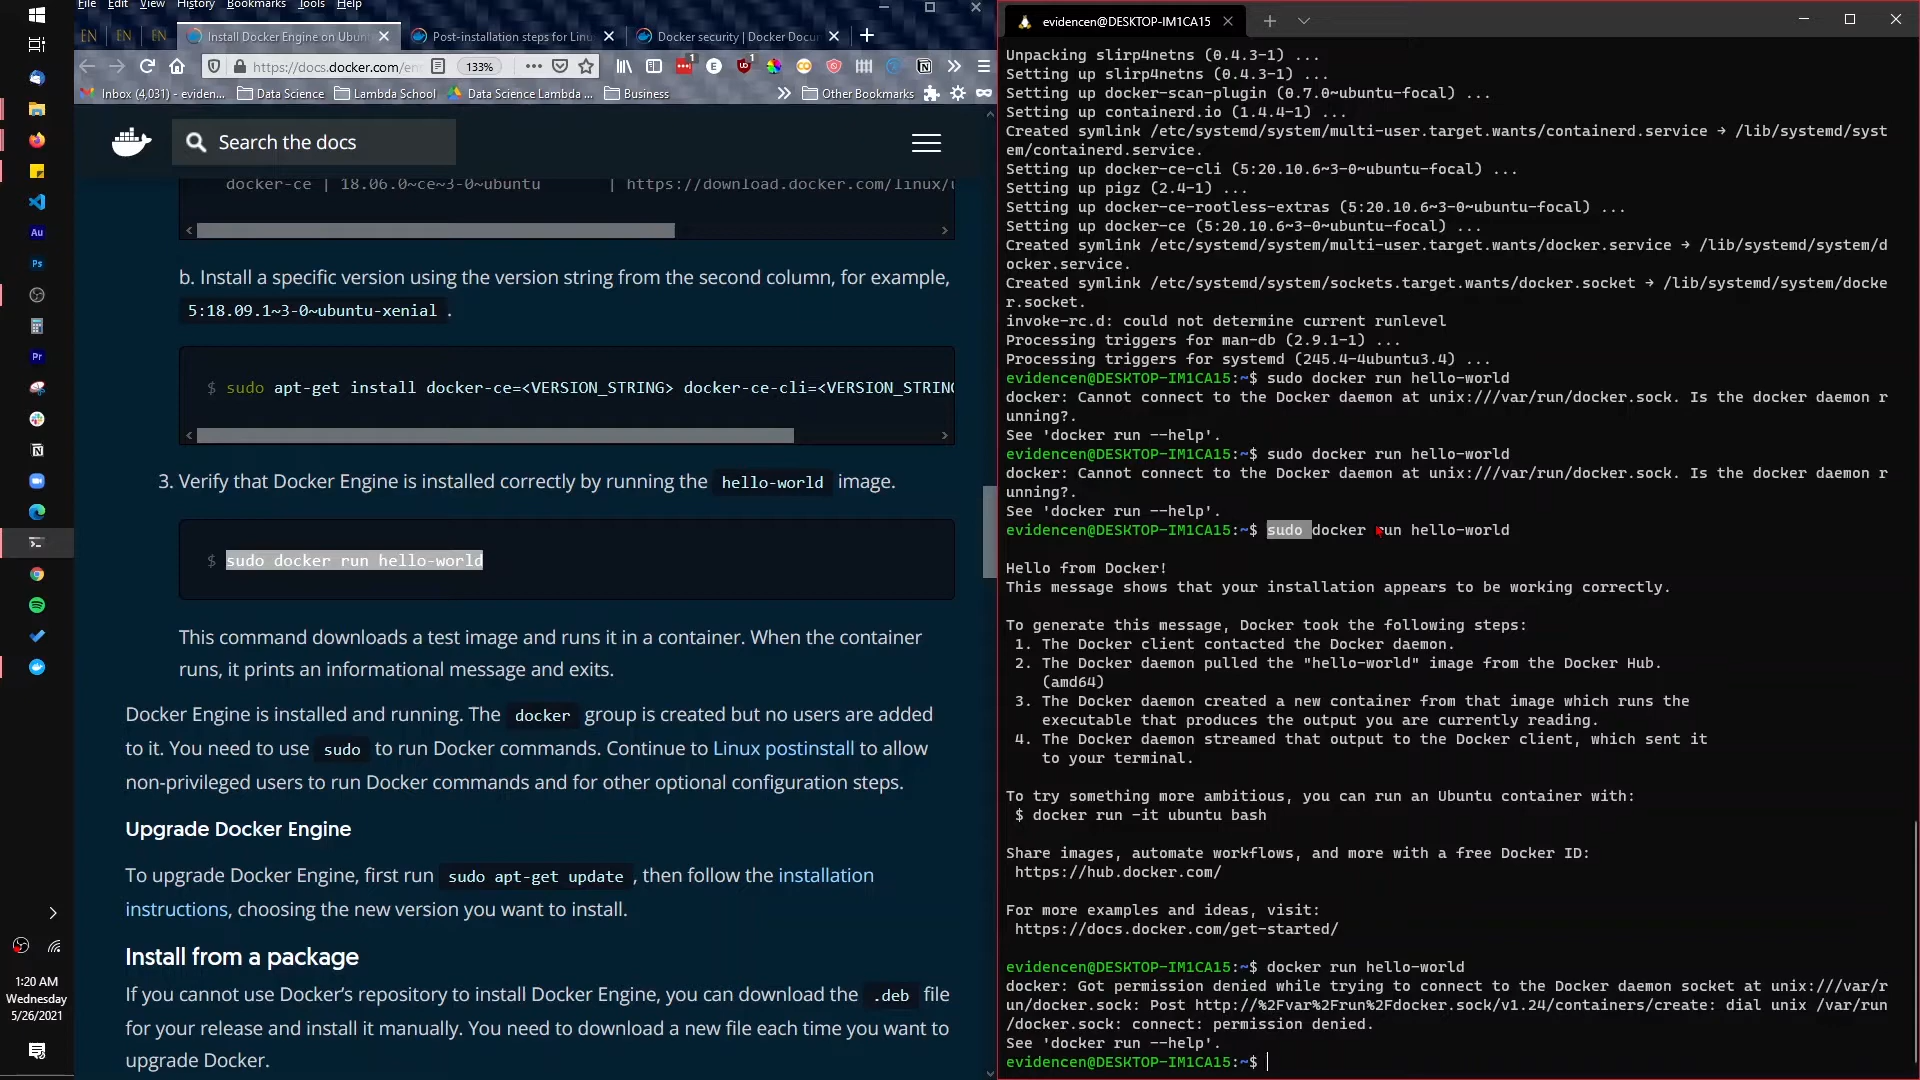 File Edit View History Bookmarks Tools Help
EN EN EN Install Docker Engine on Ubun Post-installation steps for Linu Docker security | Docker Docu
https://docs.docker.com/en 133%
Inbox (4,031) - eviden... Data Science Lambda School Data Science Lambda ... Business Other Bookmarks
Search the docs
docker-ce | 18.06.0~ce~3-0~ubuntu | https://download.docker.com/linux/u
b. Install a specific version using the version string from the second column, for example,
5:18.09.1~3-0~ubuntu-xenial .
$ sudo apt-get install docker-ce=<VERSION_STRING> docker-ce-cli=<VERSION_STRING
3. Verify that Docker Engine is installed correctly by running the hello-world image.
$ sudo docker run hello-world
This command downloads a test image and runs it in a container. When the container
runs, it prints an informational message and exits.
Docker Engine is installed and running. The docker group is created but no users are added
to it. You need to use sudo to run Docker commands. Continue to Linux postinstall to allow
non-privileged users to run Docker commands and for other optional configuration steps.
Upgrade Docker Engine
To upgrade Docker Engine, first run sudo apt-get update , then follow the installation
instructions, choosing the new version you want to install.
Install from a package
If you cannot use Docker's repository to install Docker Engine, you can download the .deb file
for your release and install it manually. You need to download a new file each time you want to
upgrade Docker.
Au
Ps
Pr
1:20 AM
Wednesday
5/26/2021
evidencen@DESKTOP-IM1CA15
Unpacking slirp4netns (0.4.3-1) ...
Setting up slirp4netns (0.4.3-1) ...
Setting up docker-scan-plugin (0.7.0~ubuntu-focal) ...
Setting up containerd.io (1.4.4-1) ...
Created symlink /etc/systemd/system/multi-user.target.wants/containerd.service → /lib/systemd/syst
em/containerd.service.
Setting up docker-ce-cli (5:20.10.6~3-0~ubuntu-focal) ...
Setting up pigz (2.4-1) ...
Setting up docker-ce-rootless-extras (5:20.10.6~3-0~ubuntu-focal) ...
Setting up docker-ce (5:20.10.6~3-0~ubuntu-focal) ...
Created symlink /etc/systemd/system/multi-user.target.wants/docker.service → /lib/systemd/system/d
ocker.service.
Created symlink /etc/systemd/system/sockets.target.wants/docker.socket → /lib/systemd/system/docke
r.socket.
invoke-rc.d: could not determine current runlevel
Processing triggers for man-db (2.9.1-1) ...
Processing triggers for systemd (245.4-4ubuntu3.4) ...
evidencen@DESKTOP-IM1CA15:~$ sudo docker run hello-world
docker: Cannot connect to the Docker daemon at unix:///var/run/docker.sock. Is the docker daemon r
unning?.
See 'docker run --help'.
evidencen@DESKTOP-IM1CA15:~$ sudo docker run hello-world
docker: Cannot connect to the Docker daemon at unix:///var/run/docker.sock. Is the docker daemon r
unning?.
See 'docker run --help'.
evidencen@DESKTOP-IM1CA15:~$ sudo docker run hello-world
Hello from Docker!
This message shows that your installation appears to be working correctly.
To generate this message, Docker took the following steps:
1. The Docker client contacted the Docker daemon.
2. The Docker daemon pulled the "hello-world" image from the Docker Hub.
(amd64)
3. The Docker daemon created a new container from that image which runs the
executable that produces the output you are currently reading.
4. The Docker daemon streamed that output to the Docker client, which sent it
to your terminal.
To try something more ambitious, you can run an Ubuntu container with:
$ docker run -it ubuntu bash
Share images, automate workflows, and more with a free Docker ID:
https://hub.docker.com/
For more examples and ideas, visit:
https://docs.docker.com/get-started/
evidencen@DESKTOP-IM1CA15:~$ docker run hello-world
docker: Got permission denied while trying to connect to the Docker daemon socket at unix:///var/r
un/docker.sock: Post http://%2Fvar%2Frun%2Fdocker.sock/v1.24/containers/create: dial unix /var/run
/docker.sock: connect: permission denied.
See 'docker run --help'.
evidencen@DESKTOP-IM1CA15:~$